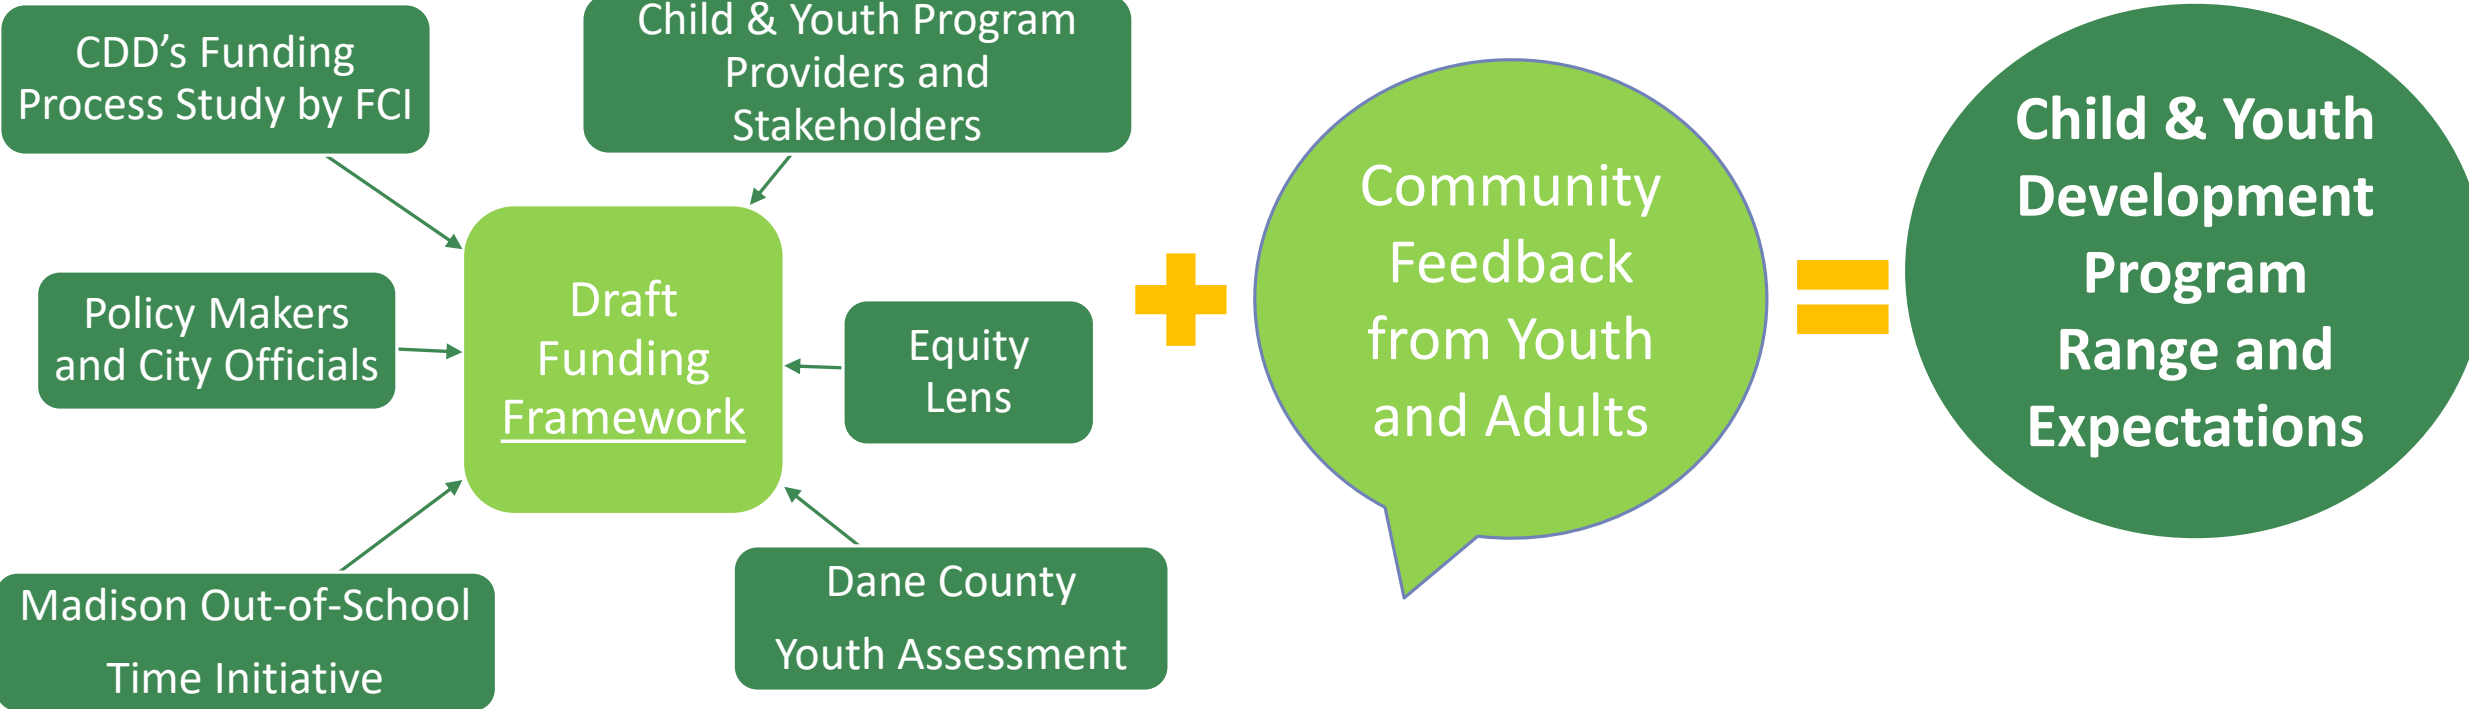 CDD’s Funding
Process Study by FCI
Child & Youth Program
Providers and
Stakeholders
Policy Makers
and City Officials
Draft
Funding
Framework
Equity
Lens
Madison Out-of-School
Time Initiative
Dane County
Youth Assessment
Community
Feedback
from Youth
and Adults
Child & Youth
Development
Program
Range and
Expectations